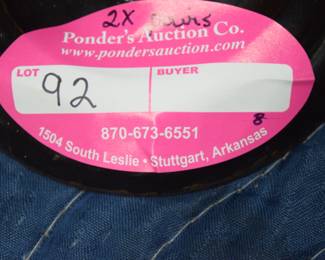 2X
Ponder's Auction Co.
www.pondersauction.com
LOT
BUYER
92
870-673-6551
1504 South Leslie • Stuttgart, Arkansas
8